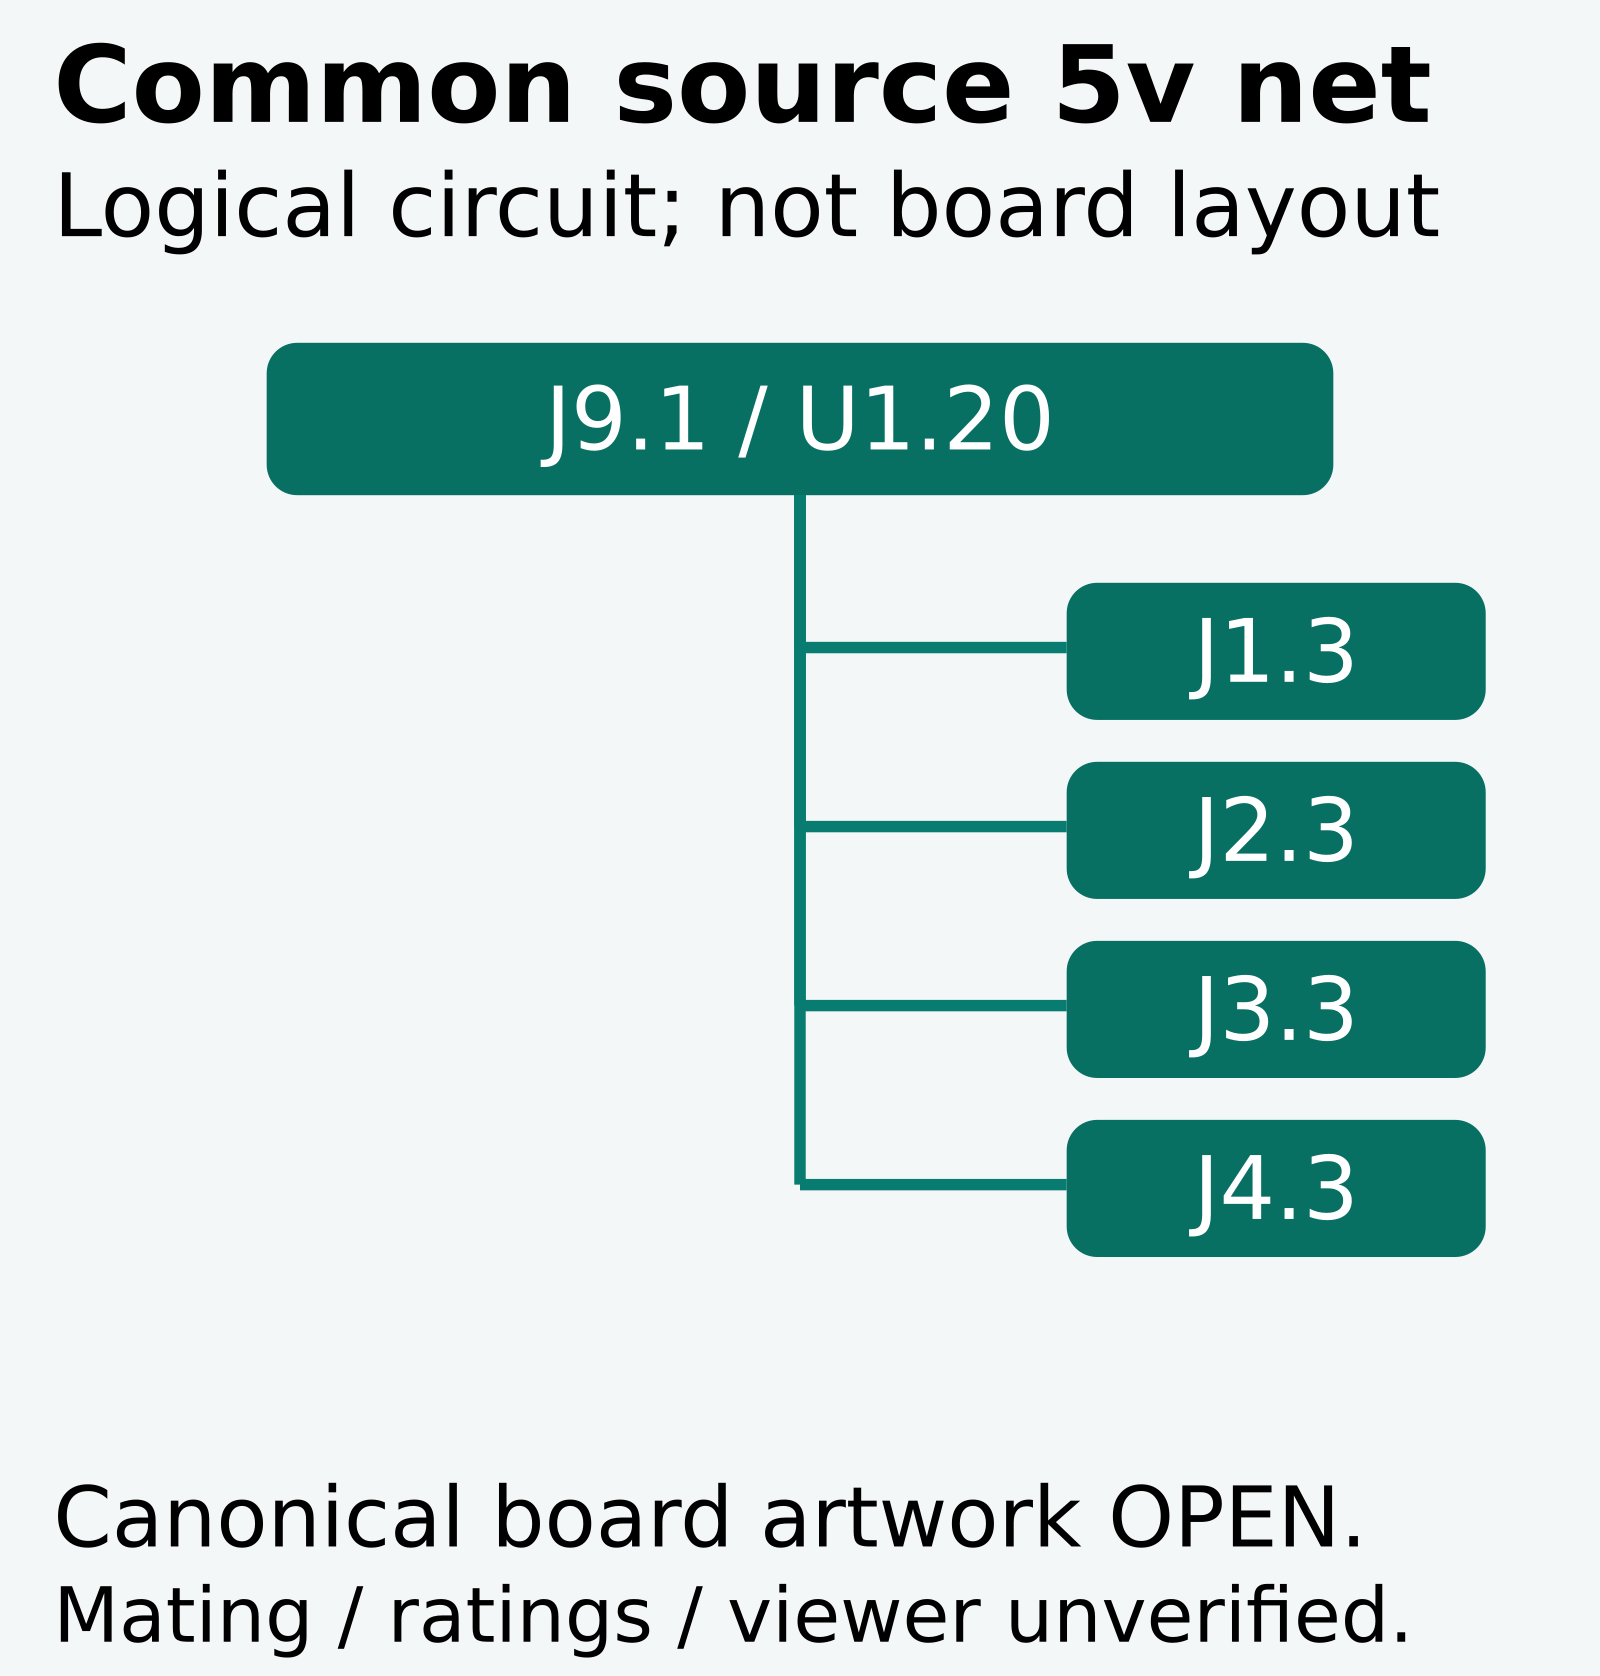 Common source 5v net
Logical circuit; not board layout
J9.1 / U1.20
J1.3
J2.3
J3.3
J4.3
Canonical board artwork OPEN.
Mating / ratings / viewer unverified.